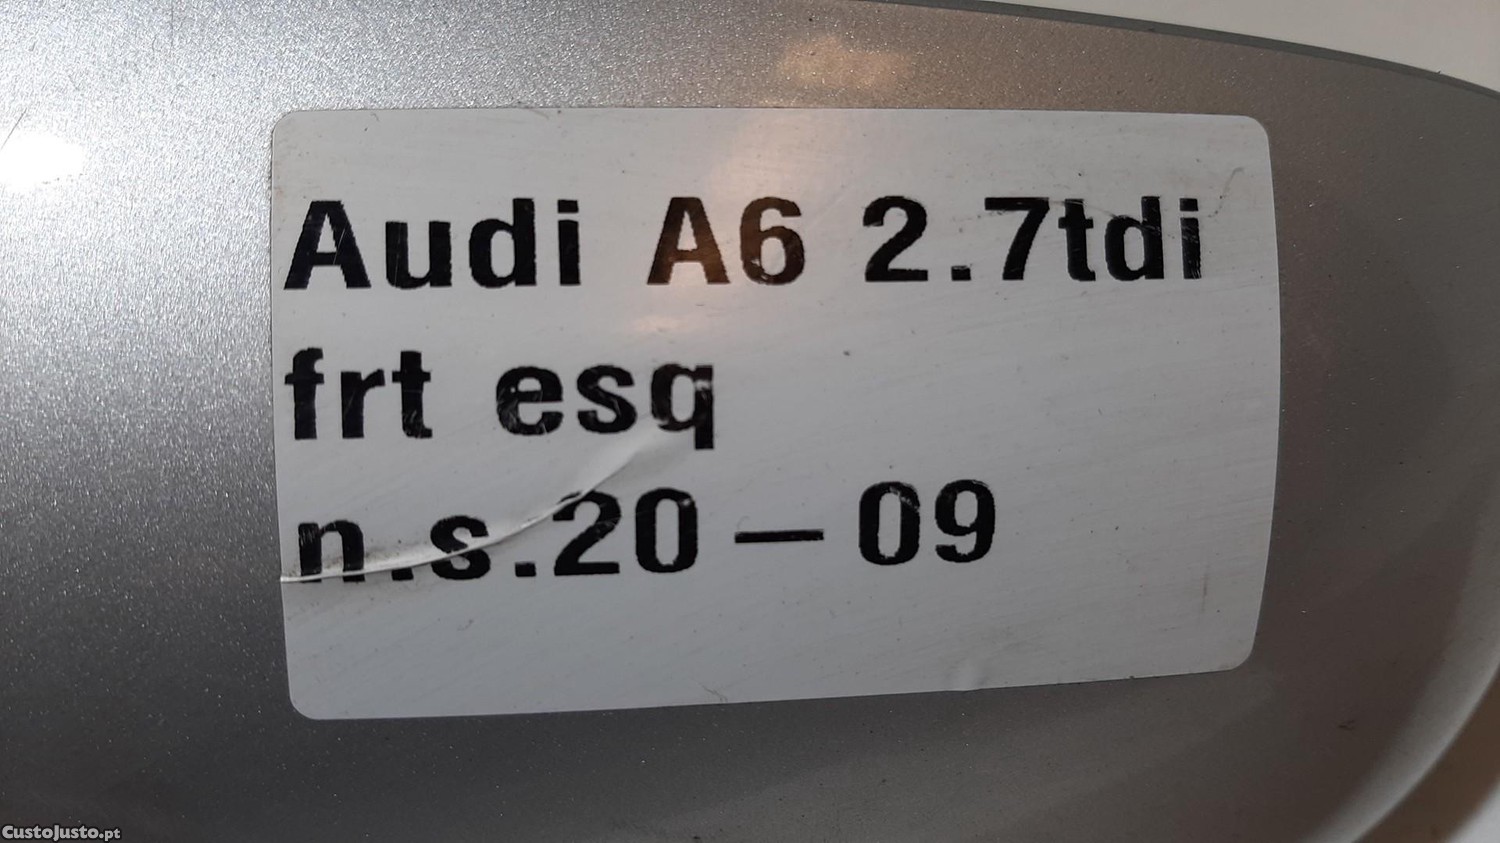 Audi A6 2.7tdi
frt esq
n.s.20-09
CustoJusto.pt